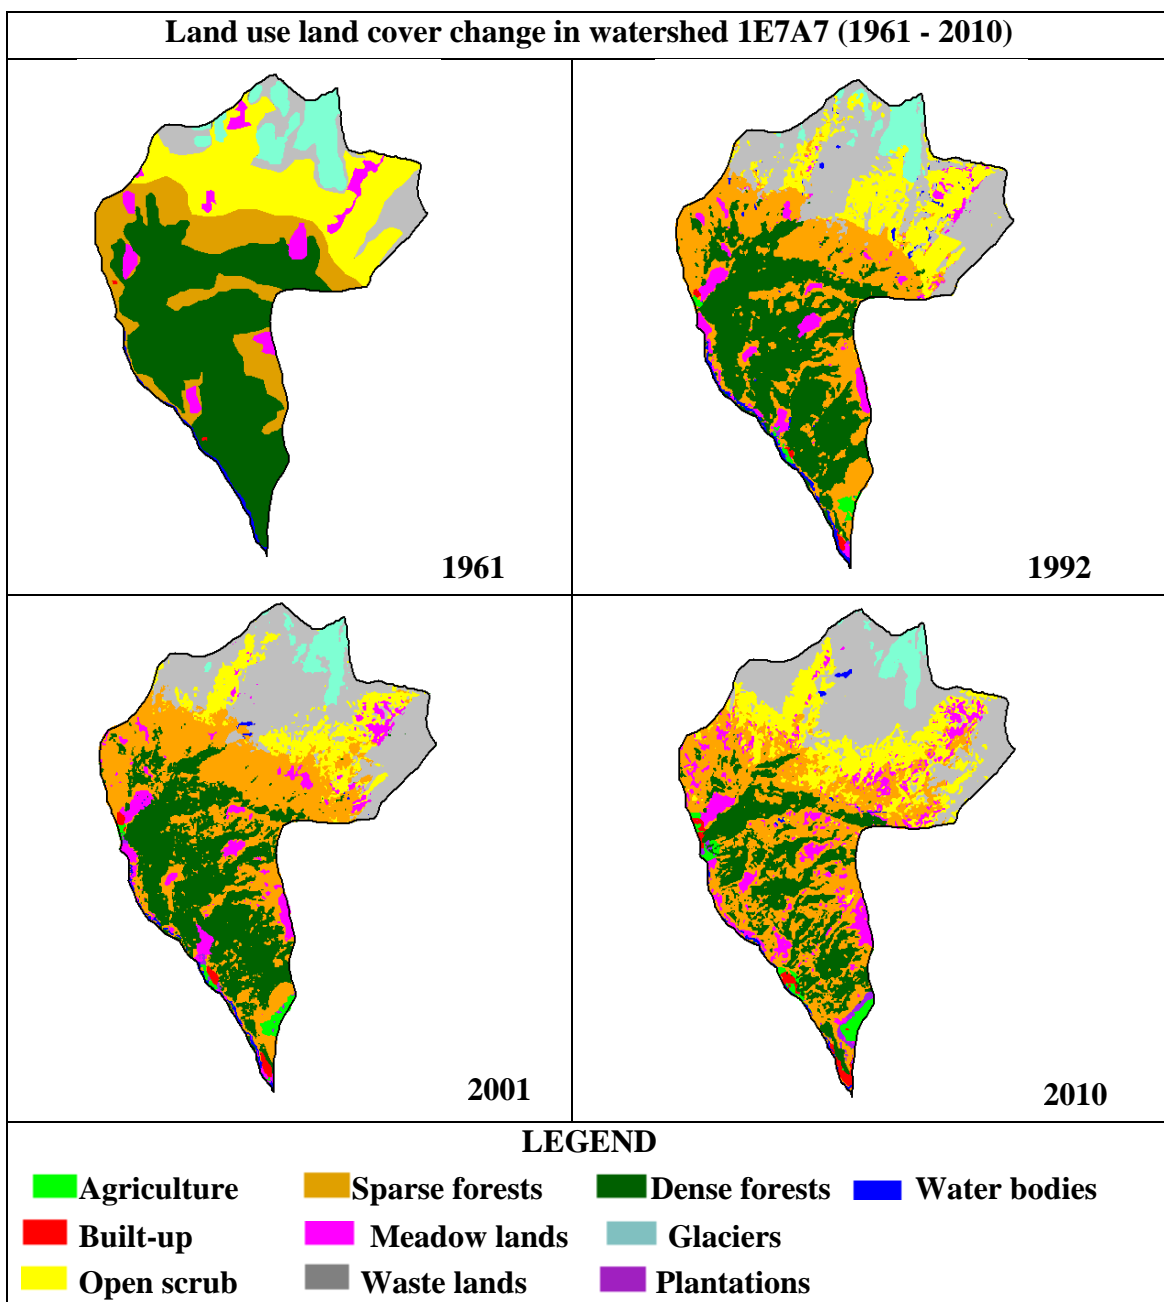 Land use land cover change in watershed 1E7A7 (1961 - 2010)
1961
1992
2001
2010
LEGEND
Agriculture Sparse forests Dense forests Water bodies
Built-up Meadow lands Glaciers
Open scrub Waste lands Plantations